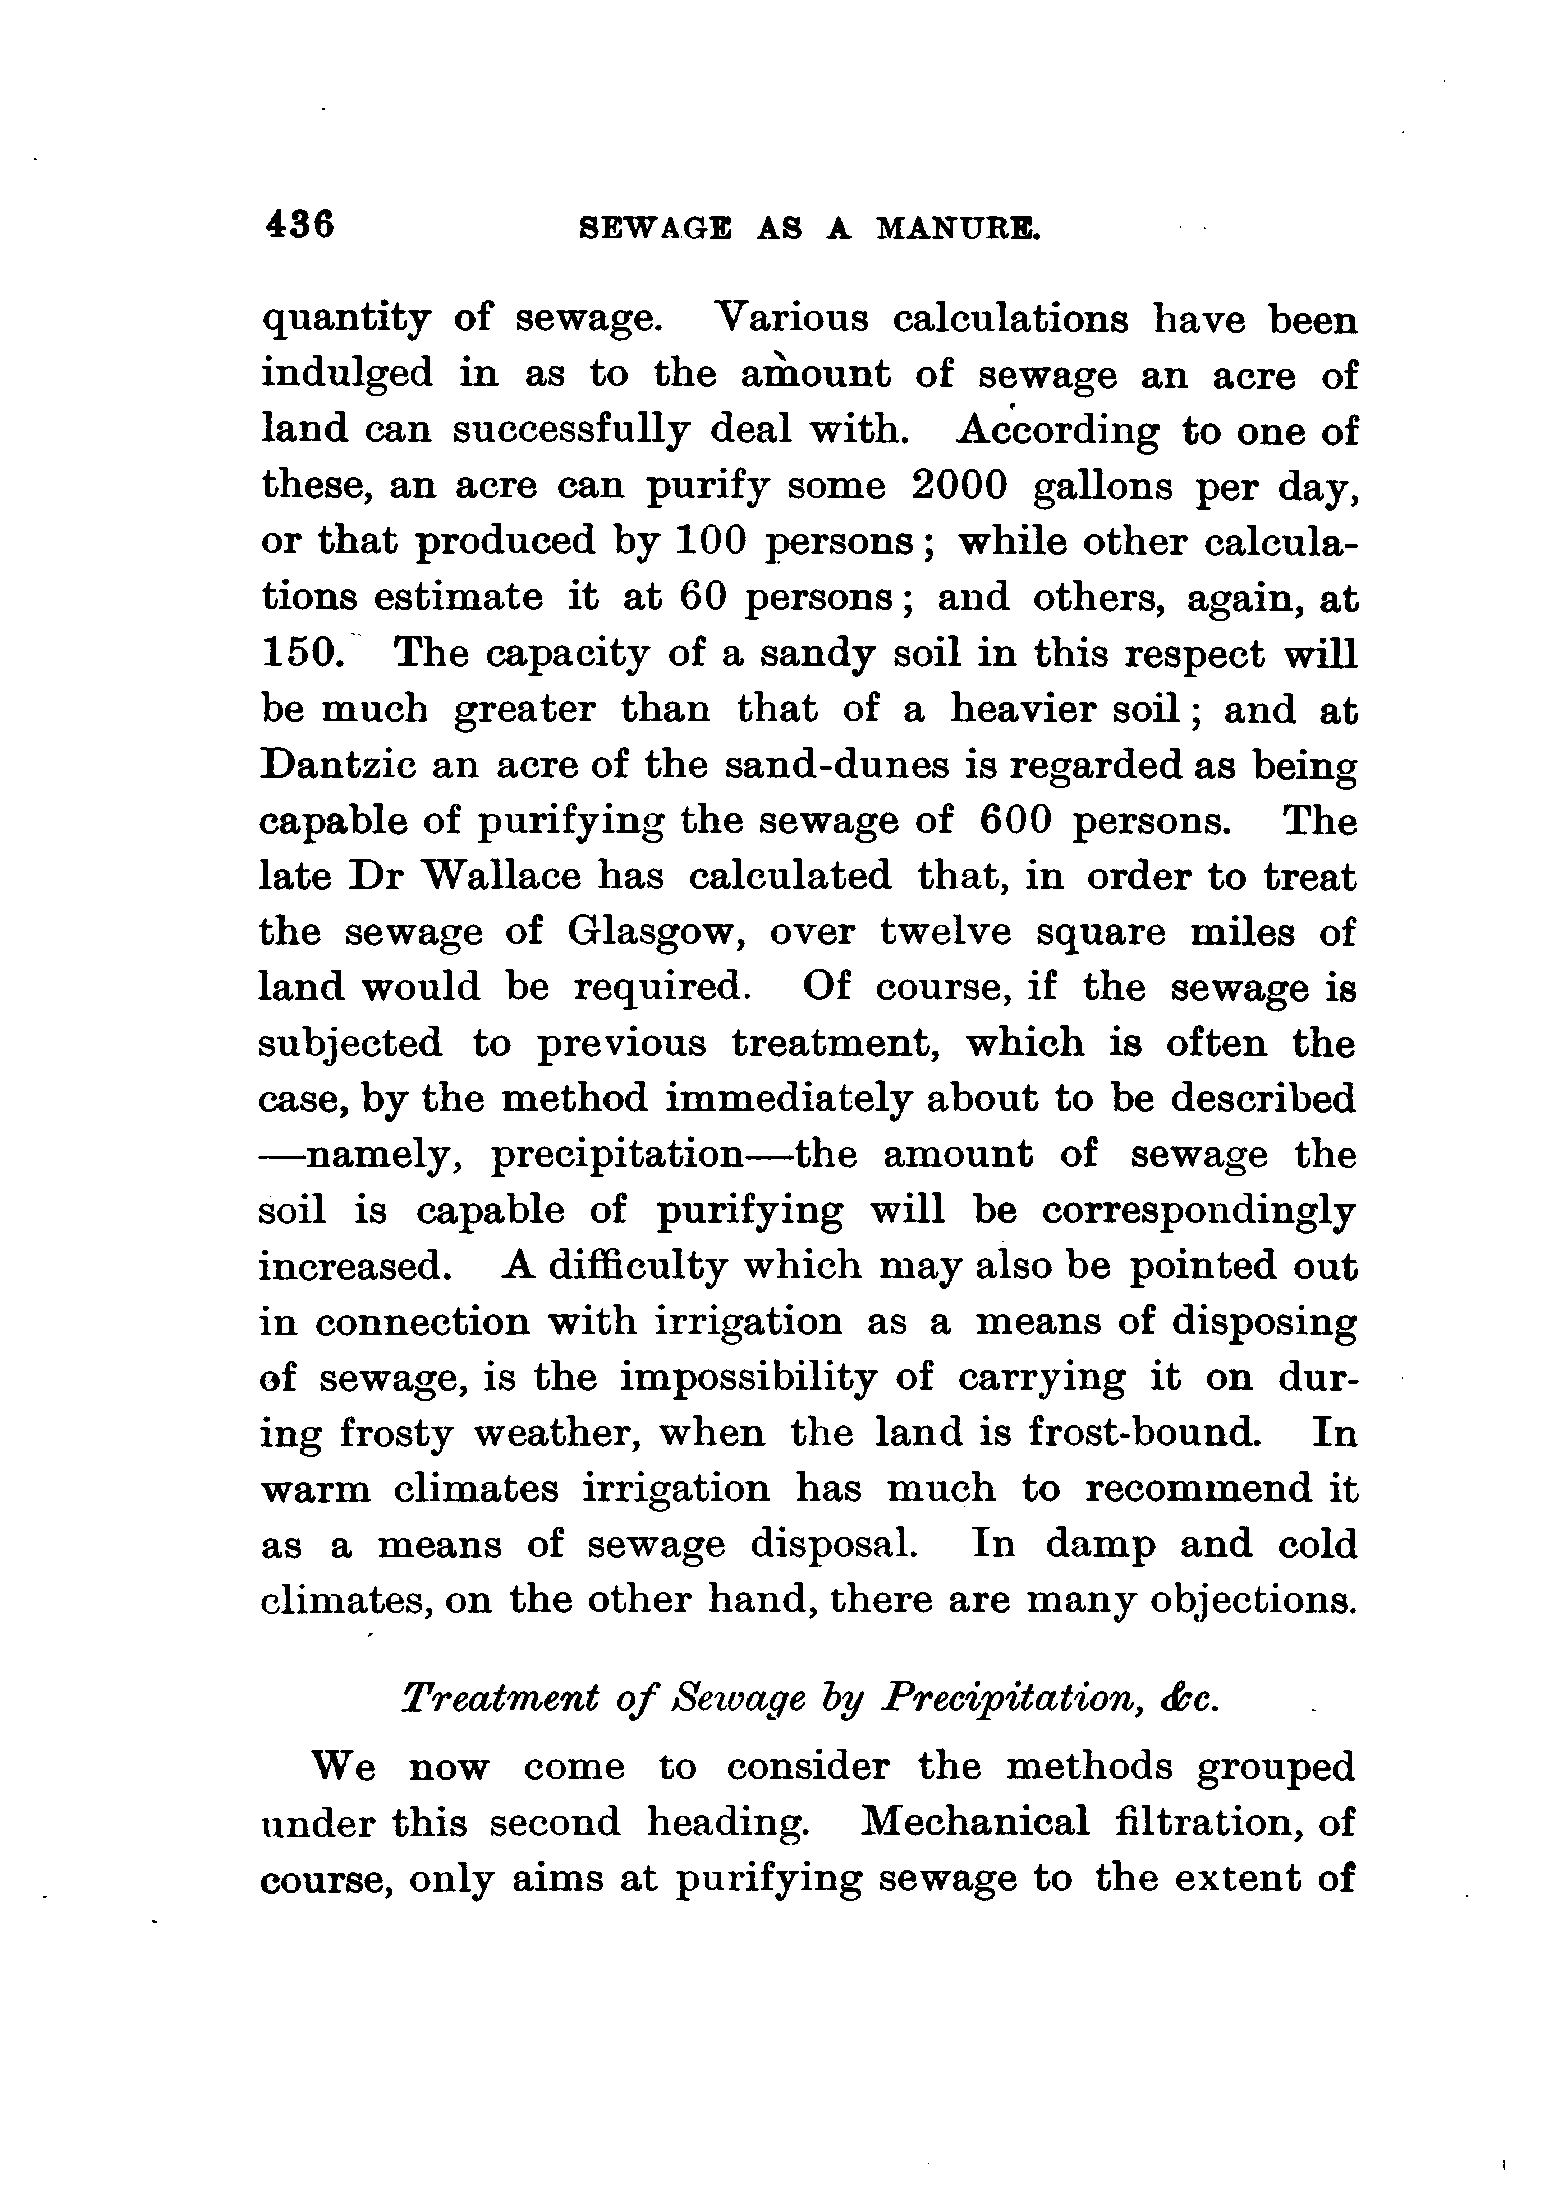 436 SEWAGE AS A MANURE.
quantity of sewage. Various calculations have been
indulged in as to the amount of sewage an acre of
land can successfully deal with. According to one of
these, an acre can purify some 2000 gallons per day,
or that produced by 100 persons; while other calcula-
tions estimate it at 60 persons; and others, again, at
150. The capacity of a sandy soil in this respect will
be much greater than that of a heavier soil; and at
Dantzic an acre of the sand-dunes is regarded as being
capable of purifying the sewage of 600 persons. The
late Dr Wallace has calculated that, in order to treat
the sewage of Glasgow, over twelve square miles of
land would be required. Of course, if the sewage is
subjected to previous treatment, which is often the
case, by the method immediately about to be described
—namely, precipitation—the amount of sewage the
soil is capable of purifying will be correspondingly
increased. A difficulty which may also be pointed out
in connection with irrigation as a means of disposing
of sewage, is the impossibility of carrying it on dur-
ing frosty weather, when the land is frost-bound. In
warm climates irrigation has much to recommend it
as a means of sewage disposal. In damp and cold
climates, on the other hand, there are many objections.
Treatment of Sewage by Precipitation, &c.
We now come to consider the methods grouped
under this second heading. Mechanical filtration, of
course, only aims at purifying sewage to the extent of